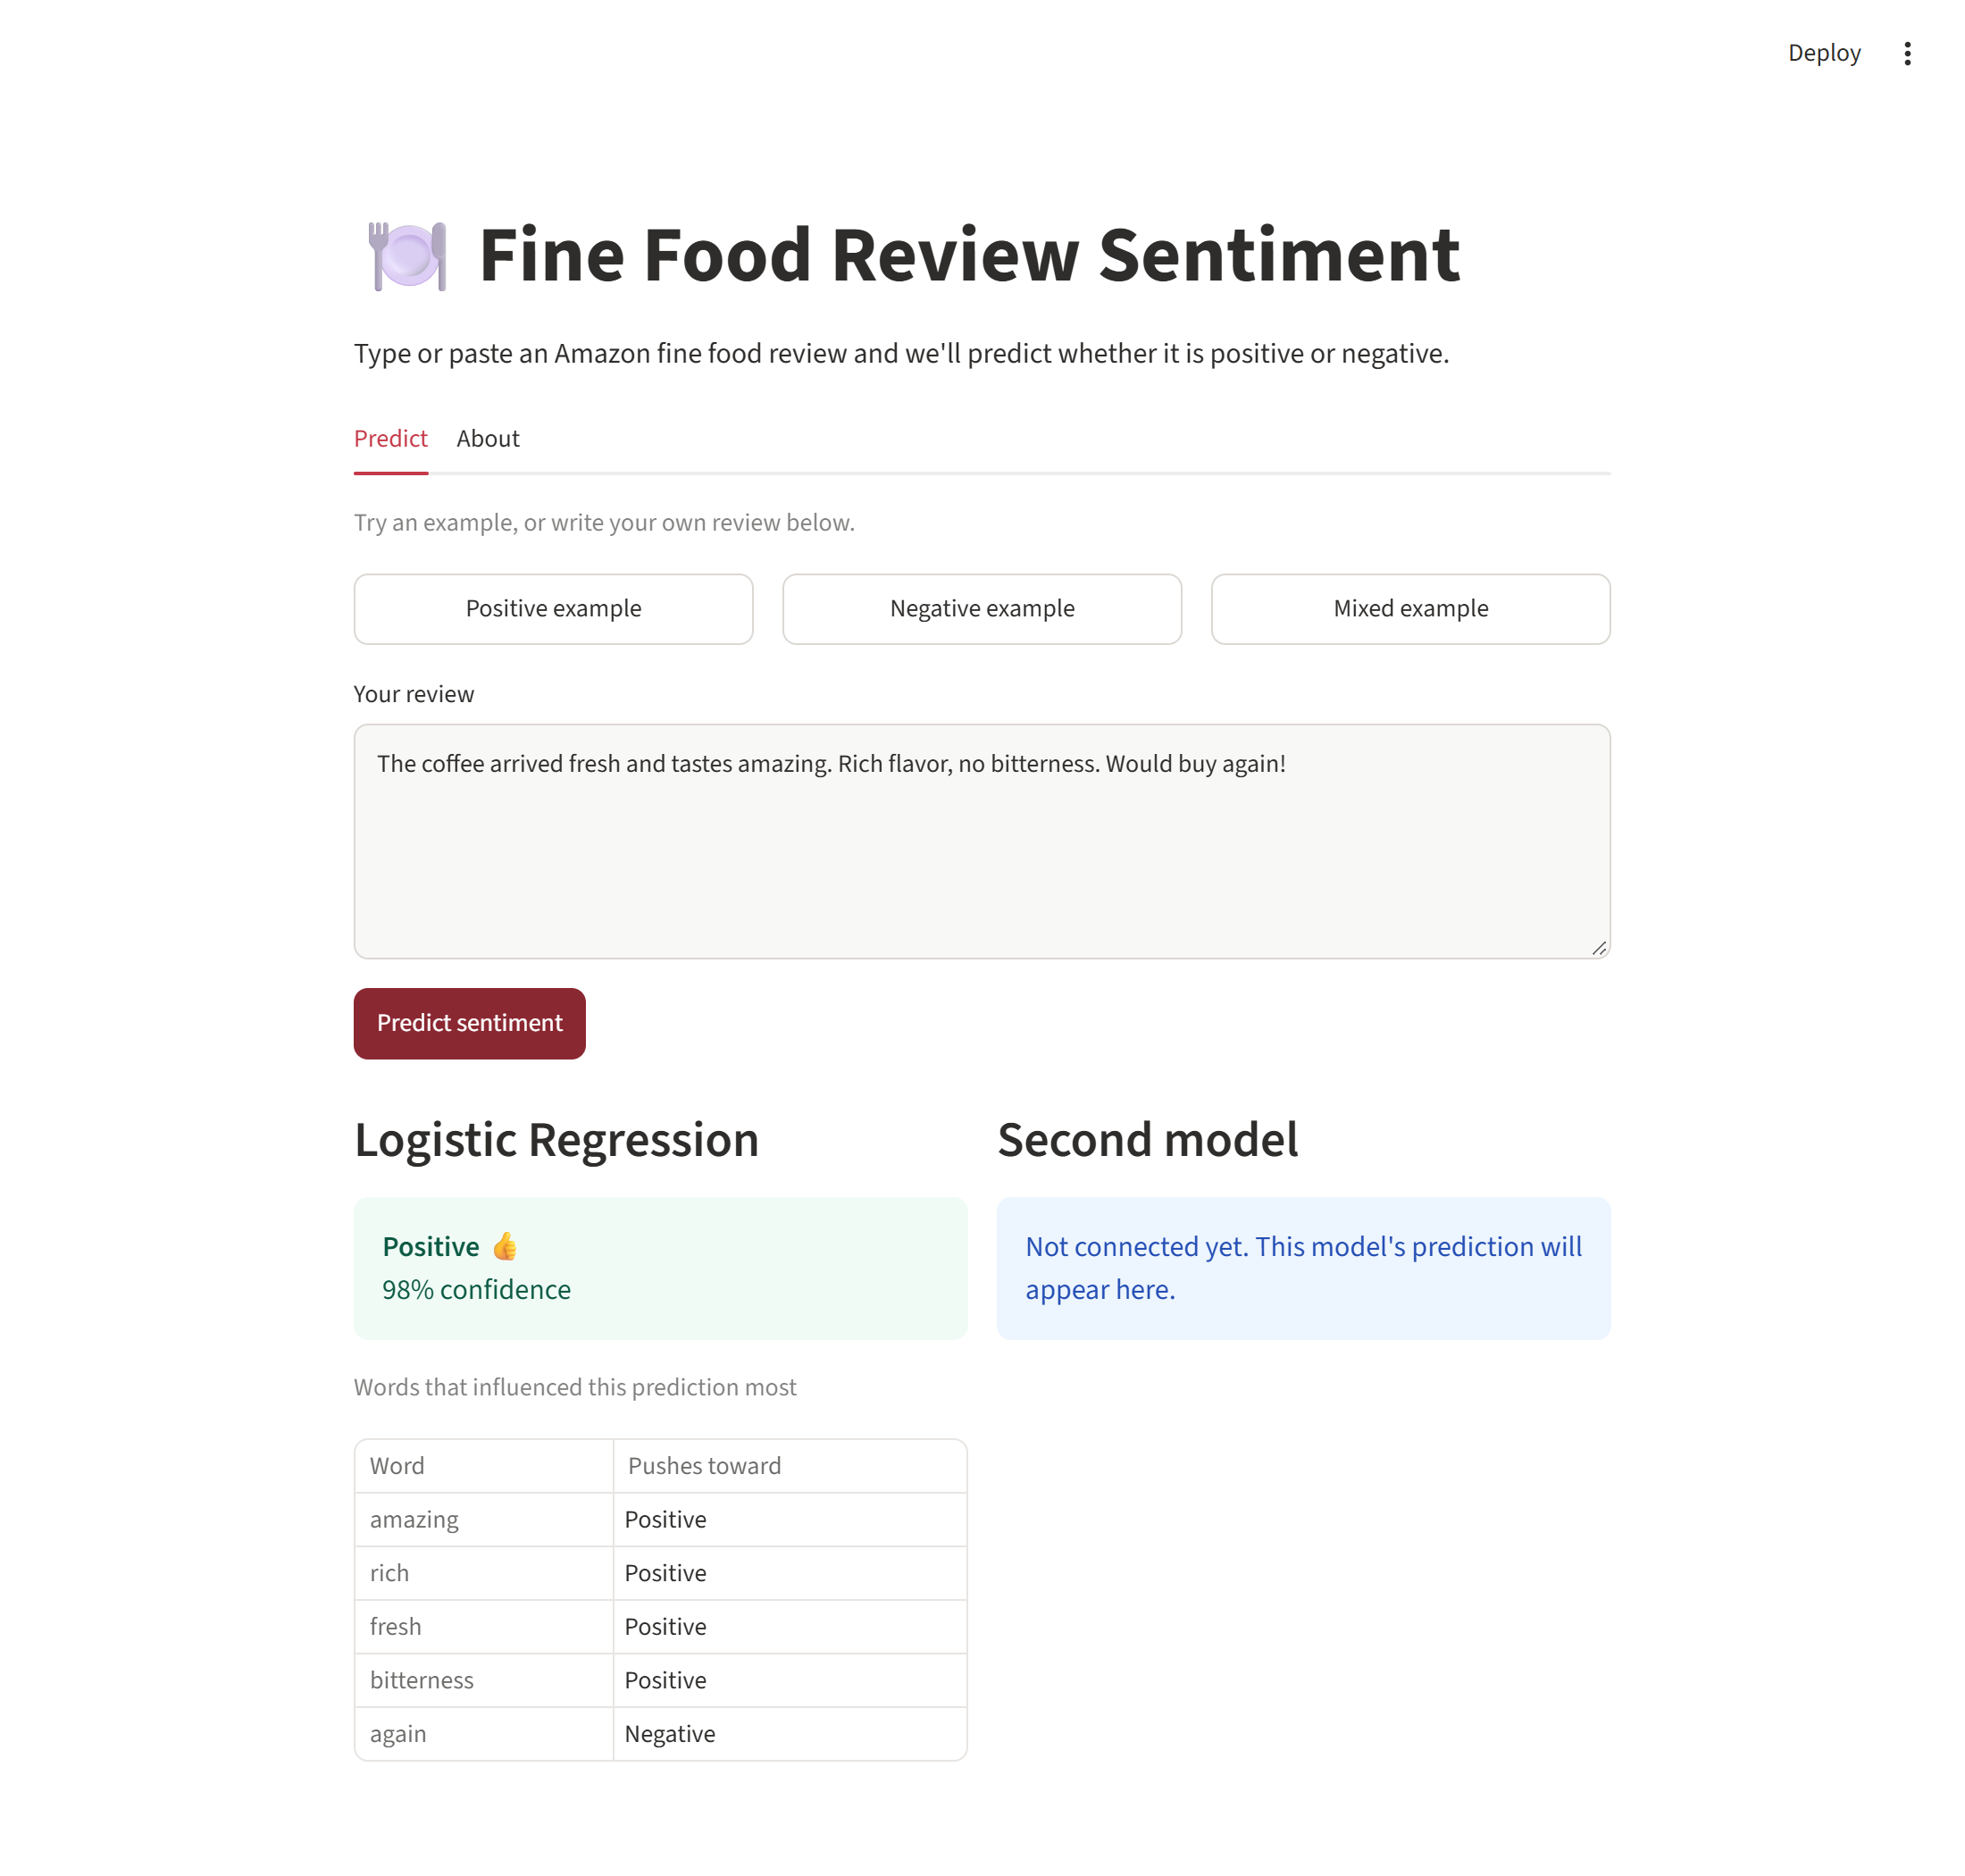 Deploy
Fine Food Review Sentiment
Type or paste an Amazon fine food review and we'll predict whether it is positive or negative.
Predict About
Try an example, or write your own review below.
Positive example Negative example Mixed example
Your review
The coffee arrived fresh and tastes amazing. Rich flavor, no bitterness. Would buy again!
Predict sentiment
Logistic Regression
Positive 👍
98% confidence
Second model
Not connected yet. This model's prediction will
appear here.
Words that influenced this prediction most
Word Pushes toward
amazing Positive
rich Positive
fresh Positive
bitterness Positive
again Negative